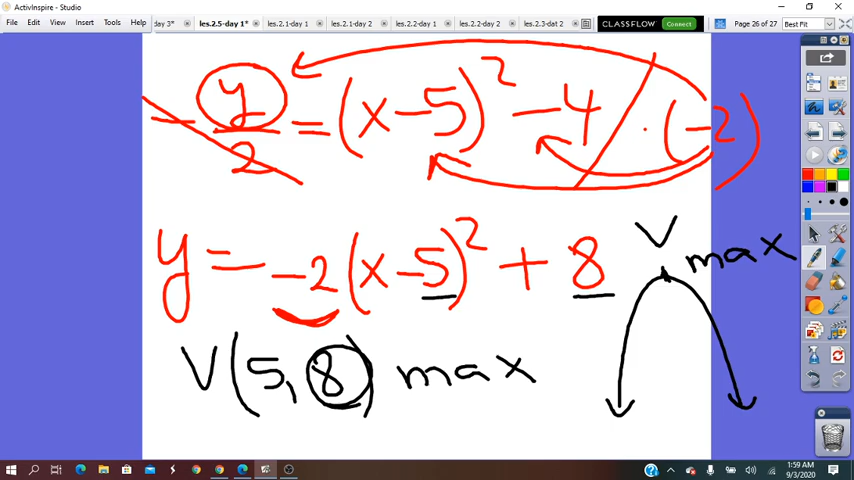 ActivInspire - Studio
File Edit View Insert Tools Help
day 3* les.2.5-day 1* les.2.1-day 1 les.2.1-day 2 les.2.2-day 1 les.2.2-day 2 les.2.3-dat 2 CLASSFLOW Page 26 of 27 Best Fit
- y/2 = (x-5)² - 4 / · (-2)
y = -2(x-5)² + 8
V max
V(5,8) max
1:59 AM
9/3/2020